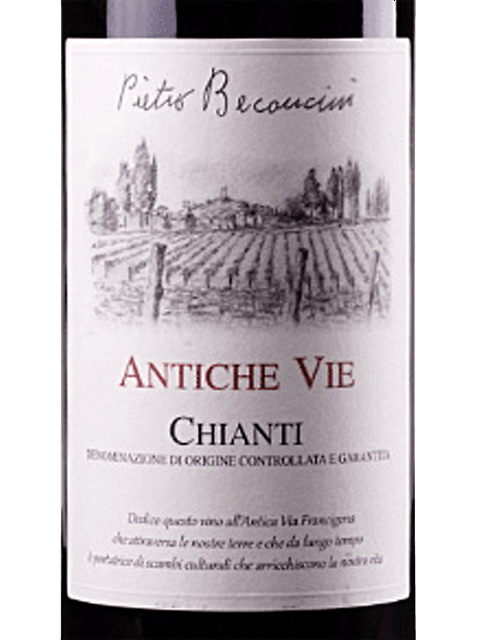 Pietro Beconcini
ANTICHE VIE
CHIANTI
DENOMINAZIONE DI ORIGINE CONTROLLATA E GARANTITA
Dedico questo vino all'Antica Via Francigena
che attraversa le nostre terre e che da lungo tempo
è portatrice di scambi culturali che arricchiscono la nostra vita